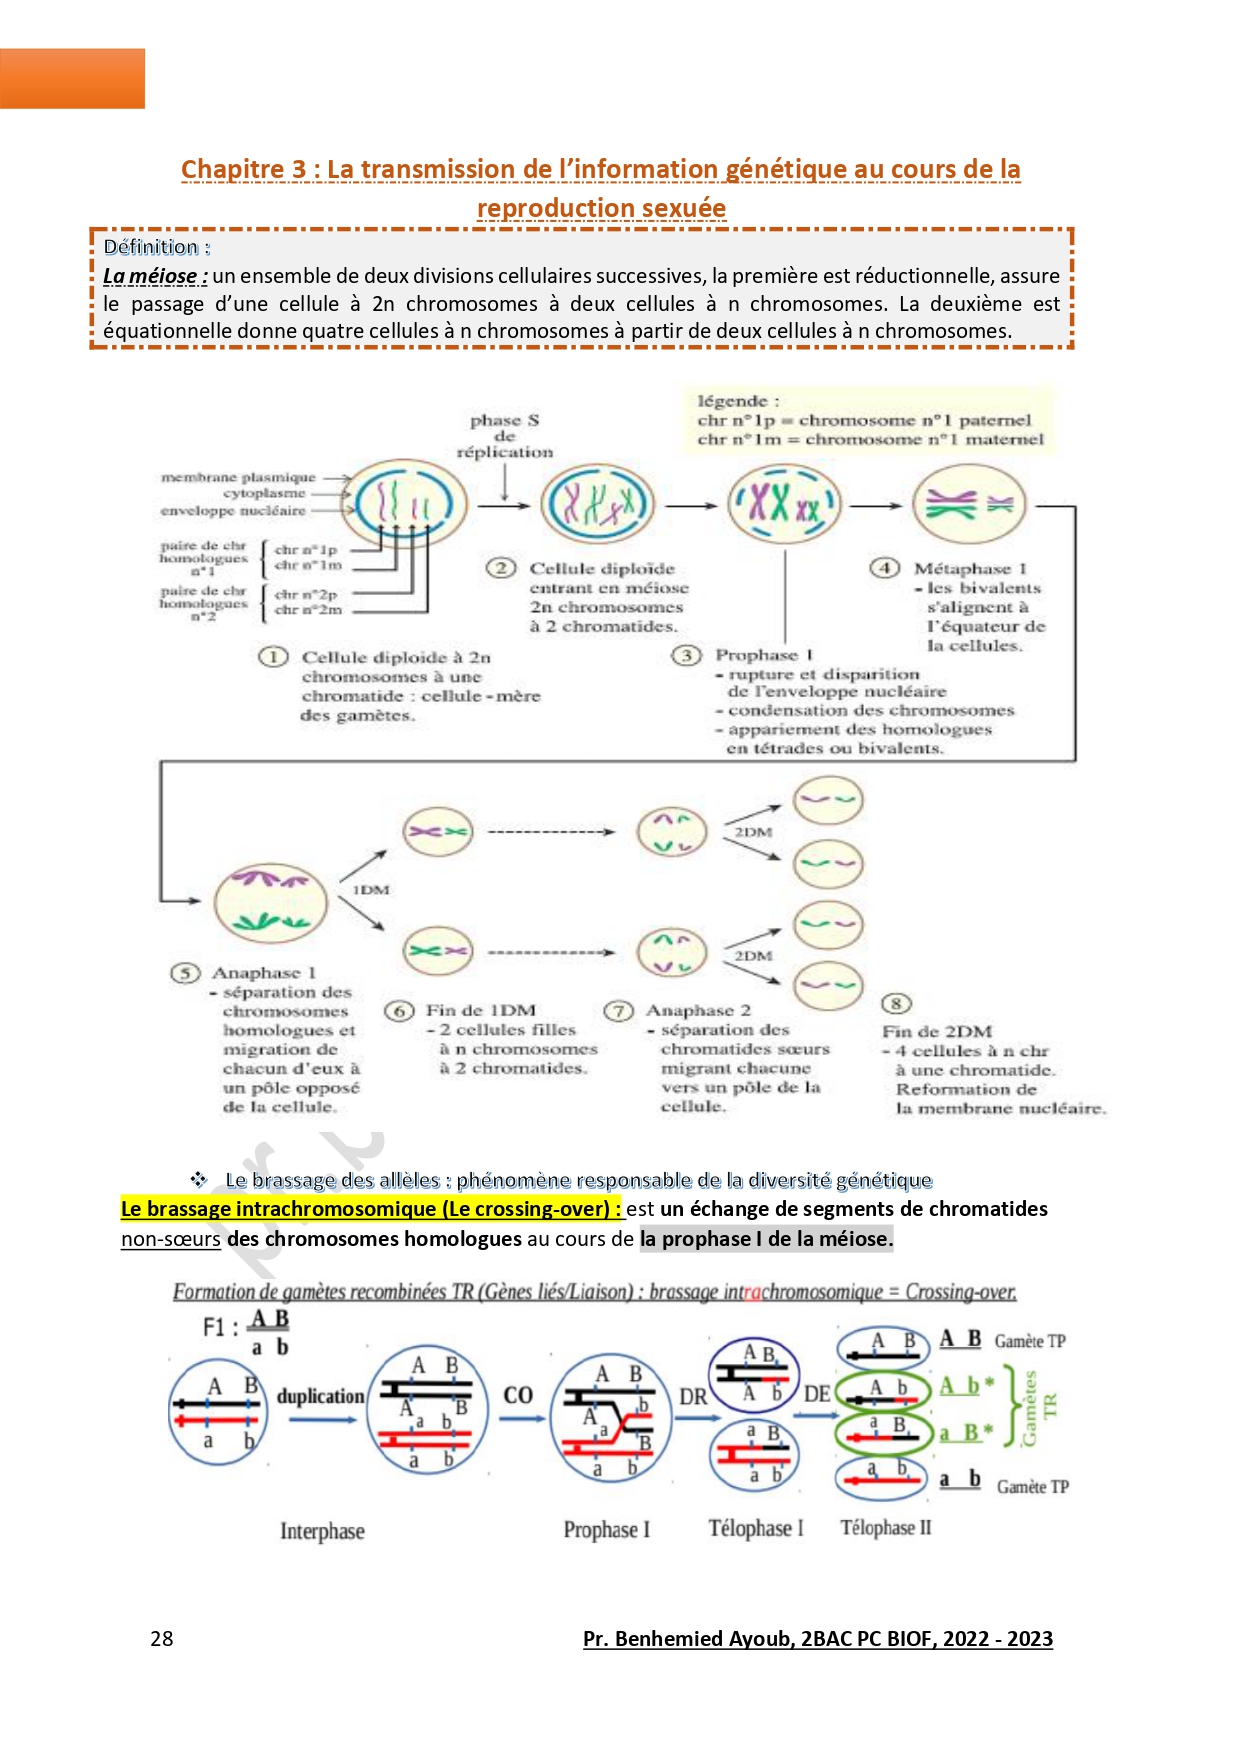 Chapitre 3 : La transmission de l’information génétique au cours de la
reproduction sexuée
Définition :
La méiose : un ensemble de deux divisions cellulaires successives, la première est réductionnelle, assure
le passage d’une cellule à 2n chromosomes à deux cellules à n chromosomes. La deuxième est
équationnelle donne quatre cellules à n chromosomes à partir de deux cellules à n chromosomes.
légende :
chr n°1p = chromosome n°1 paternel
chr n°1m = chromosome n°1 maternel
phase S
de
réplication
membrane plasmique
cytoplasme
enveloppe nucléaire
paire de chr
homologues
n°1
chr n°1p
chr n°1m
paire de chr
homologues
n°2
chr n°2p
chr n°2m
1 Cellule diploide à 2n
chromosomes à une
chromatide : cellule-mère
des gamètes.
2 Cellule diploïde
entrant en méiose
2n chromosomes
à 2 chromatides.
3 Prophase I
- rupture et disparition
de l'enveloppe nucléaire
- condensation des chromosomes
- appariement des homologues
en tétrades ou bivalents.
4 Métaphase 1
- les bivalents
s'alignent à
l'équateur de
la cellules.
1DM
2DM
2DM
5 Anaphase 1
- séparation des
chromosomes
homologues et
migration de
chacun d'eux à
un pôle opposé
de la cellule.
6 Fin de 1DM
- 2 cellules filles
à n chromosomes
à 2 chromatides.
7 Anaphase 2
- séparation des
chromatides sœurs
migrant chacune
vers un pôle de la
cellule.
8
Fin de 2DM
- 4 cellules à n chr
à une chromatide.
Reformation de
la membrane nucléaire.
❖ Le brassage des allèles : phénomène responsable de la diversité génétique
Le brassage intrachromosomique (Le crossing-over) : est un échange de segments de chromatides
non-sœurs des chromosomes homologues au cours de la prophase I de la méiose.
Formation de gamètes recombinées TR (Gènes liés/Liaison) : brassage intrachromosomique = Crossing-over.
F1 : A B
a b
A B
a b
duplication
A B
A B
a b
a b
CO
A B
A b
a B
a b
DR
A B
A b
a B
a b
DE
A B
A b
a B
a b
A B Gamète TP
A b *
a B *
Gamètes
TR
a b Gamète TP
Interphase
Prophase I
Télophase I
Télophase II
28
Pr. Benhemied Ayoub, 2BAC PC BIOF, 2022 - 2023